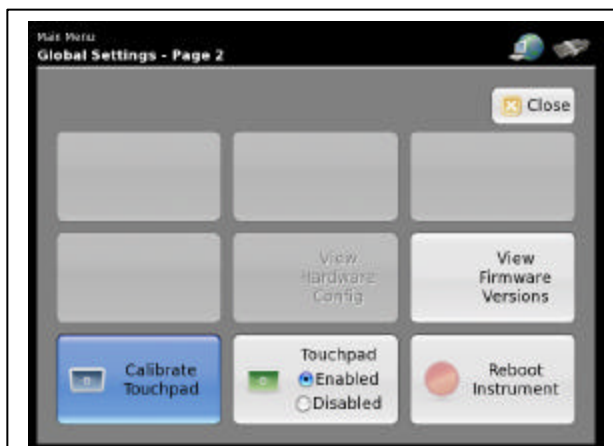 Main Menu
Global Settings - Page 2
Close
View
Hardware
Config
View
Firmware
Versions
Calibrate
Touchpad
Touchpad
Enabled
Disabled
Reboot
Instrument